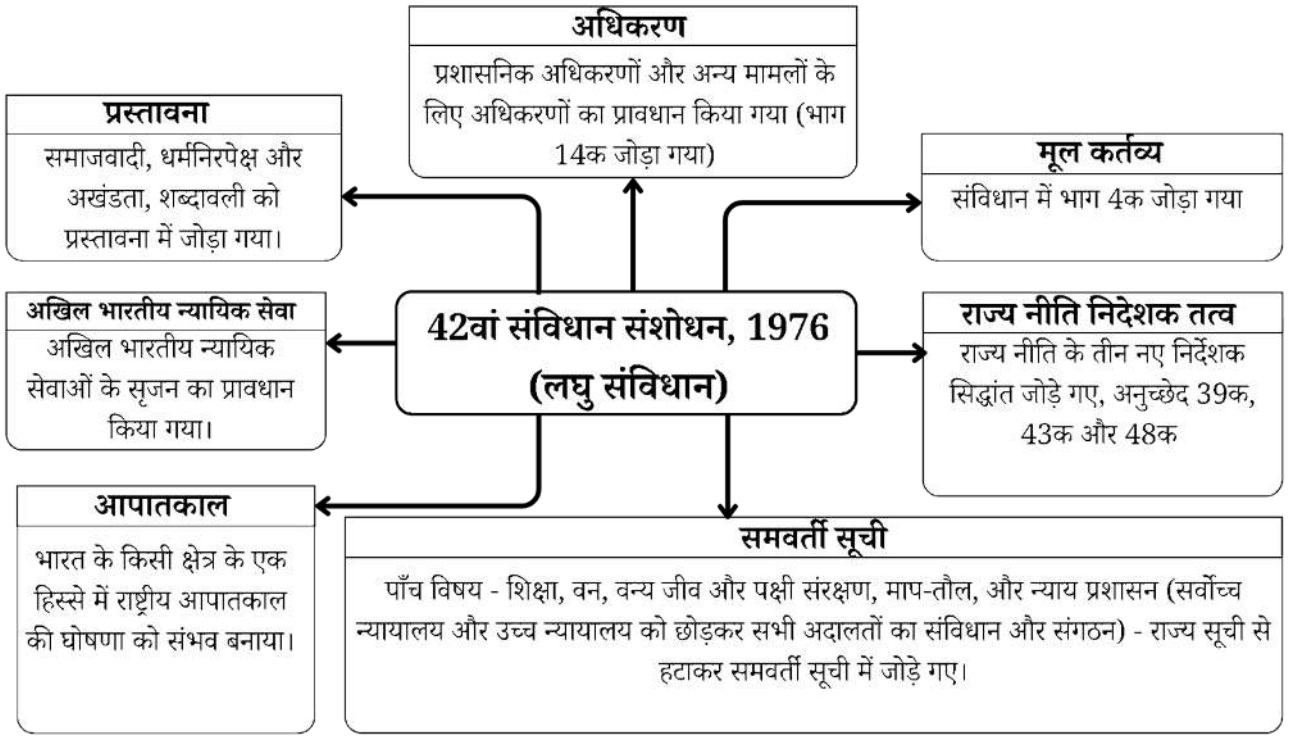 अधिकरण
प्रशासनिक अधिकरणों और अन्य मामलों के
लिए अधिकरणों का प्रावधान किया गया (भाग
14क जोड़ा गया)
प्रस्तावना
समाजवादी, धर्मनिरपेक्ष और
अखंडता, शब्दावली को
प्रस्तावना में जोड़ा गया।
मूल कर्तव्य
संविधान में भाग 4क जोड़ा गया
अखिल भारतीय न्यायिक सेवा
अखिल भारतीय न्यायिक
सेवाओं के सृजन का प्रावधान
किया गया।
42वां संविधान संशोधन, 1976
(लघु संविधान)
राज्य नीति निदेशक तत्व
राज्य नीति के तीन नए निर्देशक
सिद्धांत जोड़े गए, अनुच्छेद 39क,
43क और 48क
आपातकाल
भारत के किसी क्षेत्र के एक
हिस्से में राष्ट्रीय आपातकाल
की घोषणा को संभव बनाया।
समवर्ती सूची
पाँच विषय - शिक्षा, वन, वन्य जीव और पक्षी संरक्षण, माप-तौल, और न्याय प्रशासन (सर्वोच्च
न्यायालय और उच्च न्यायालय को छोड़कर सभी अदालतों का संविधान और संगठन) - राज्य सूची से
हटाकर समवर्ती सूची में जोड़े गए।